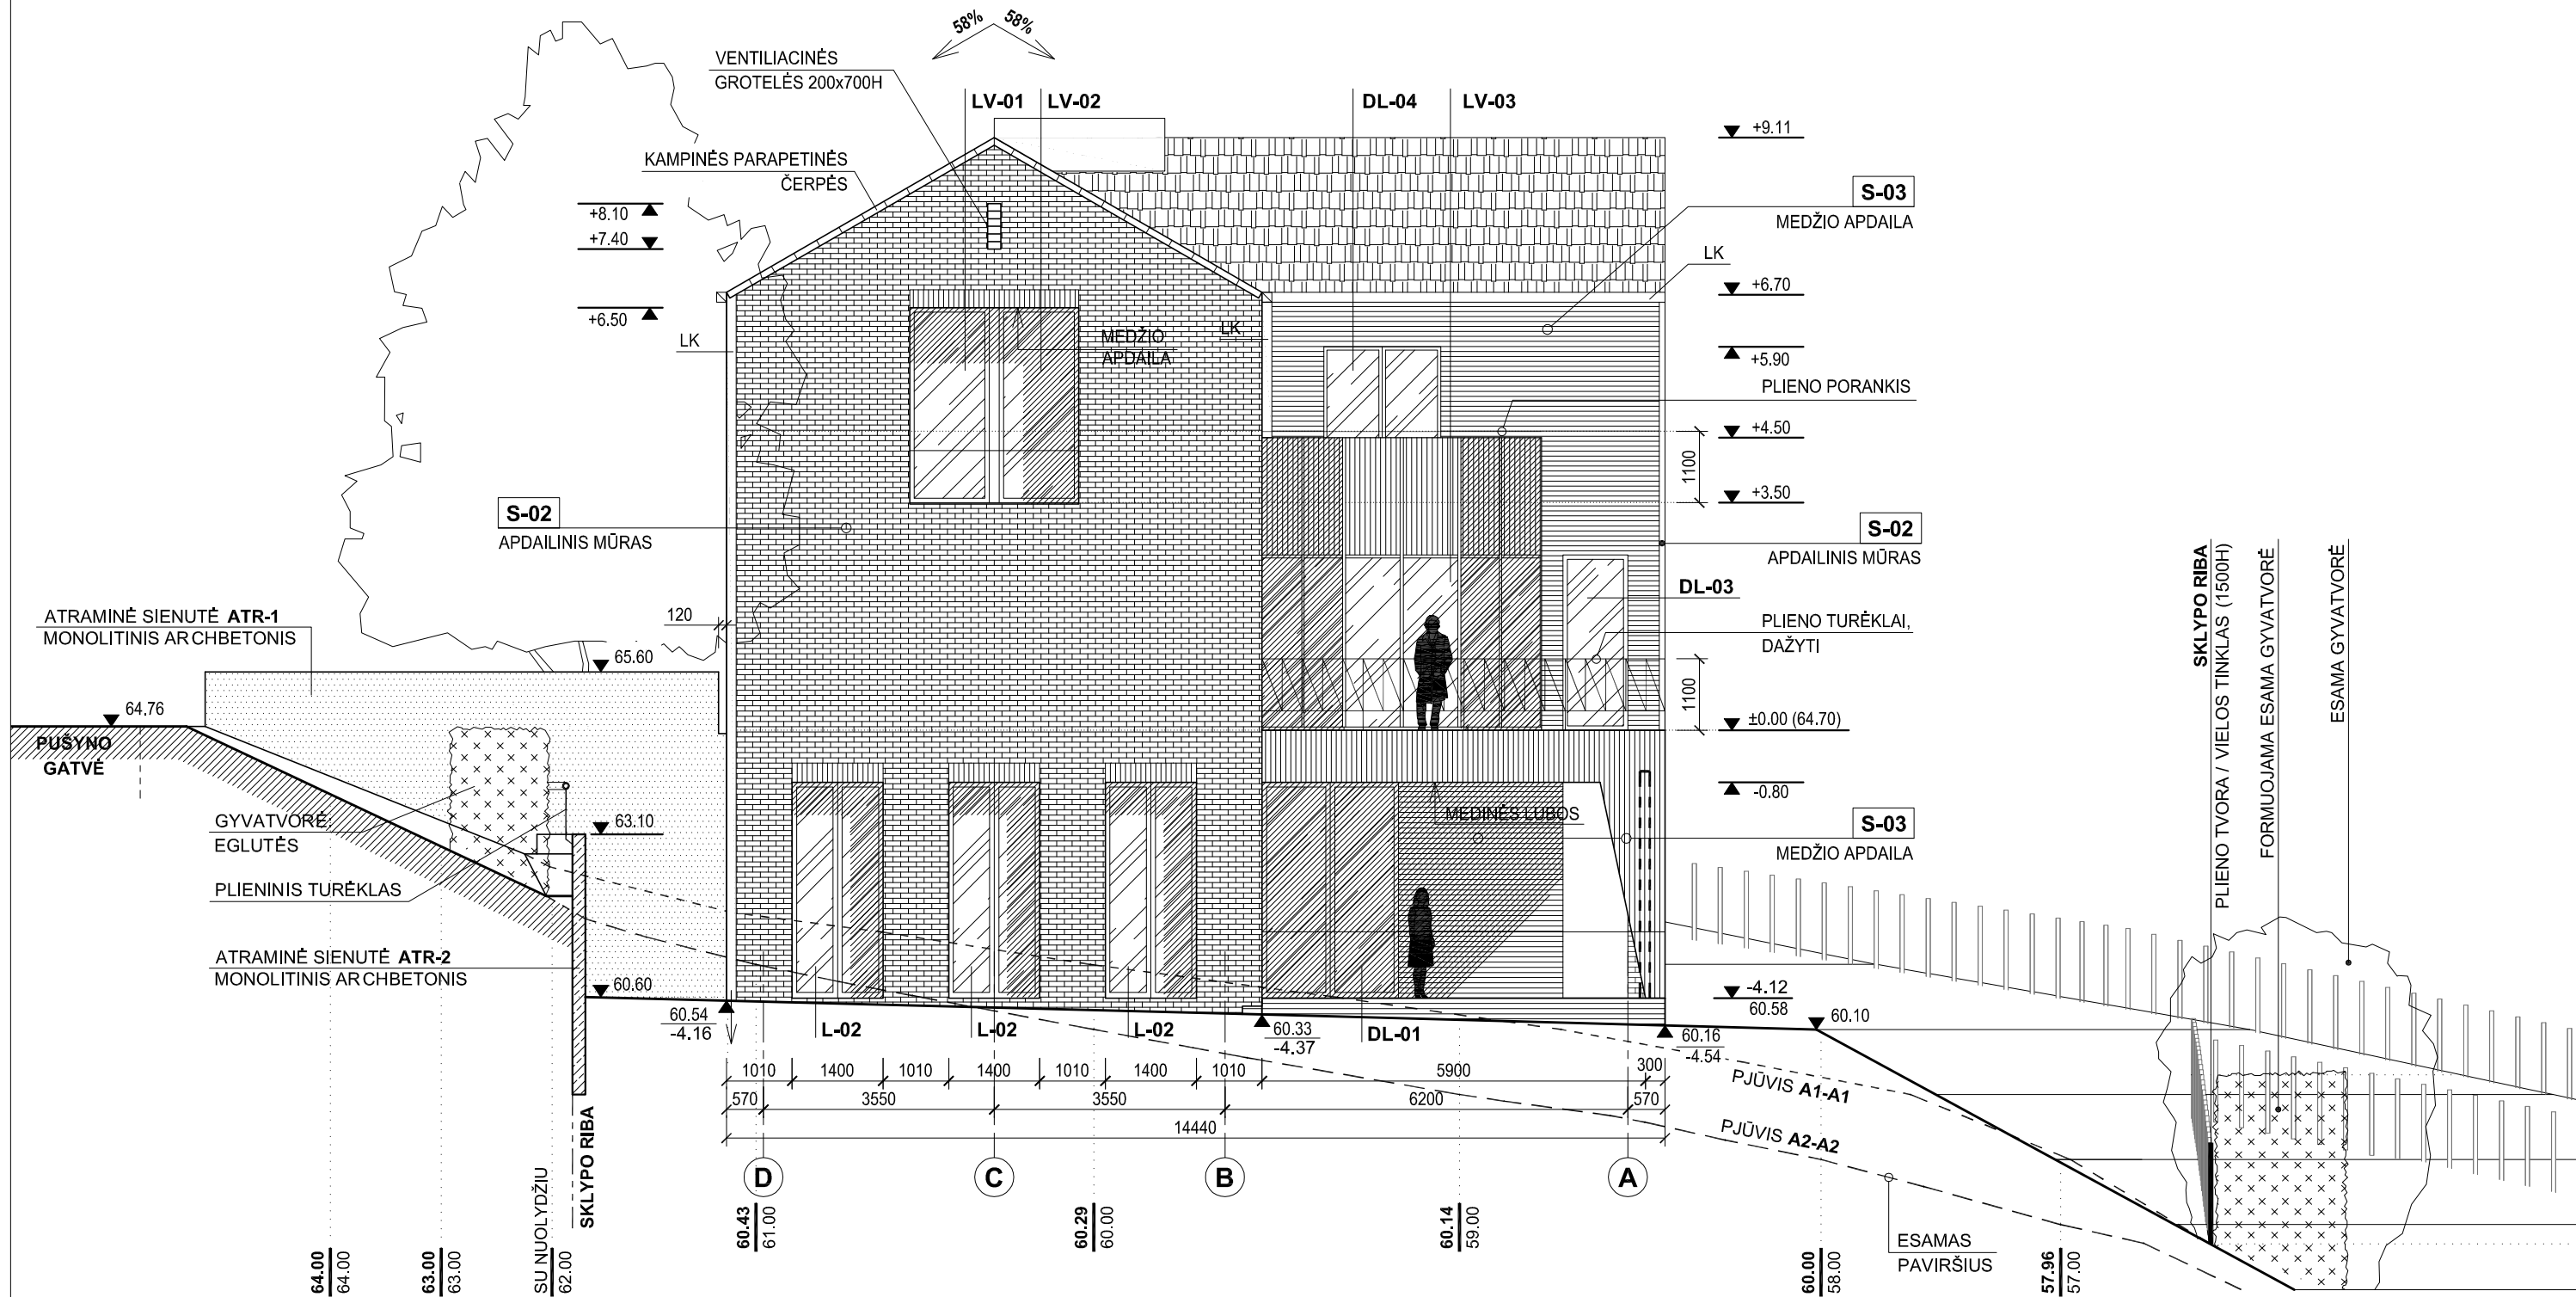 58% 58%
VENTILIACINĖS
GROTELĖS 200x700H
LV-01 LV-02 DL-04 LV-03
+9.11
KAMPINĖS PARAPETINĖS
ČERPĖS
S-03
MEDŽIO APDAILA
+8.10
+7.40
+6.50
LK
MEDŽIO
APDAILA
LK
LK
+6.70
+5.90
PLIENO PORANKIS
+4.50
1100
+3.50
S-02
APDAILINIS MŪRAS
S-02
APDAILINIS MŪRAS
DL-03
PLIENO TURĖKLAI,
DAŽYTI
1100
±0.00 (64.70)
-0.80
MEDINĖS LUBOS
S-03
MEDŽIO APDAILA
-4.12
60.58
60.10
ATRAMINĖ SIENUTĖ ATR-1
MONOLITINIS ARCHBETONIS
120
65.60
64.76
PUŠYNO
GATVĖ
GYVATVORĖ
EGLUTĖS
63.10
PLIENINIS TURĖKLAS
ATRAMINĖ SIENUTĖ ATR-2
MONOLITINIS ARCHBETONIS
60.60
60.54
-4.16
L-02 L-02 L-02
60.33
-4.37
DL-01
60.16
-4.54
1010 1400 1010 1400 1010 1400 1010 5900 300
570 3550 3550 6200 570
14440
D C B A
PJŪVIS A1-A1
PJŪVIS A2-A2
ESAMAS
PAVIRŠIUS
SKLYPO RIBA
PLIENO TVORA / VIELOS TINKLAS (1500H)
FORMUOJAMA ESAMA GYVATVORĖ
ESAMA GYVATVORĖ
64.00
64.00
63.00
63.00
SU NUOLYDŽIU
62.00
SKLYPO RIBA
60.43
61.00
60.29
60.00
60.14
59.00
60.00
58.00
57.96
57.00